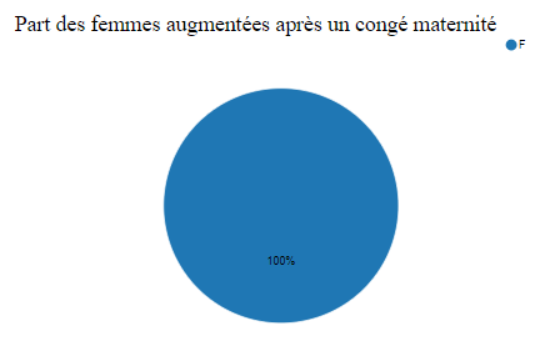 Part des femmes augmentées après un congé maternité
F
100%